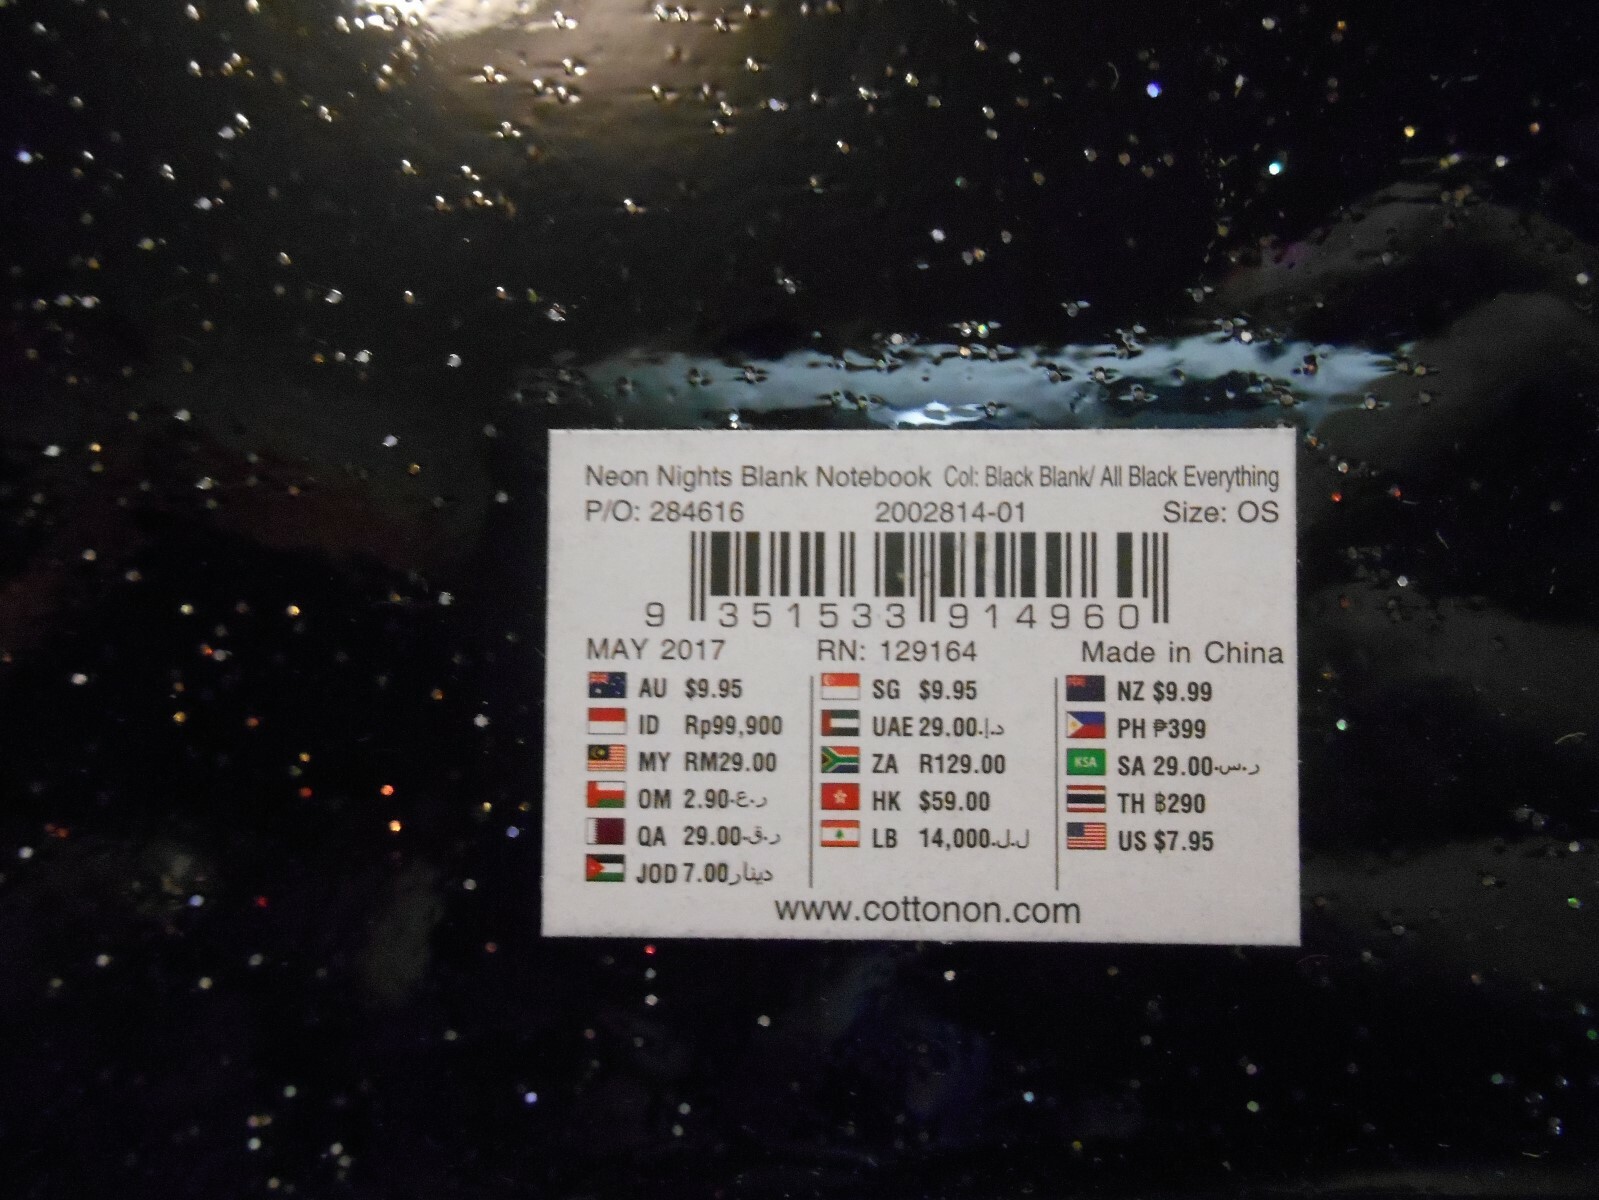 Neon Nights Blank Notebook Col: Black Blank/ All Black Everything
P/O: 284616 2002814-01 Size: OS
9 351533 914960
MAY 2017 RN: 129164 Made in China
AU $9.95
ID Rp99,900
MY RM29.00
OM 2.90 ر.ع.
QA 29.00 ر.ق.
JOD 7.00 دينار
SG $9.95
UAE 29.00 د.إ.
ZA R129.00
HK $59.00
LB 14,000 ل.ل.
NZ $9.99
PH ₱399
KSA SA 29.00 ر.س.
TH ฿290
US $7.95
www.cottonon.com